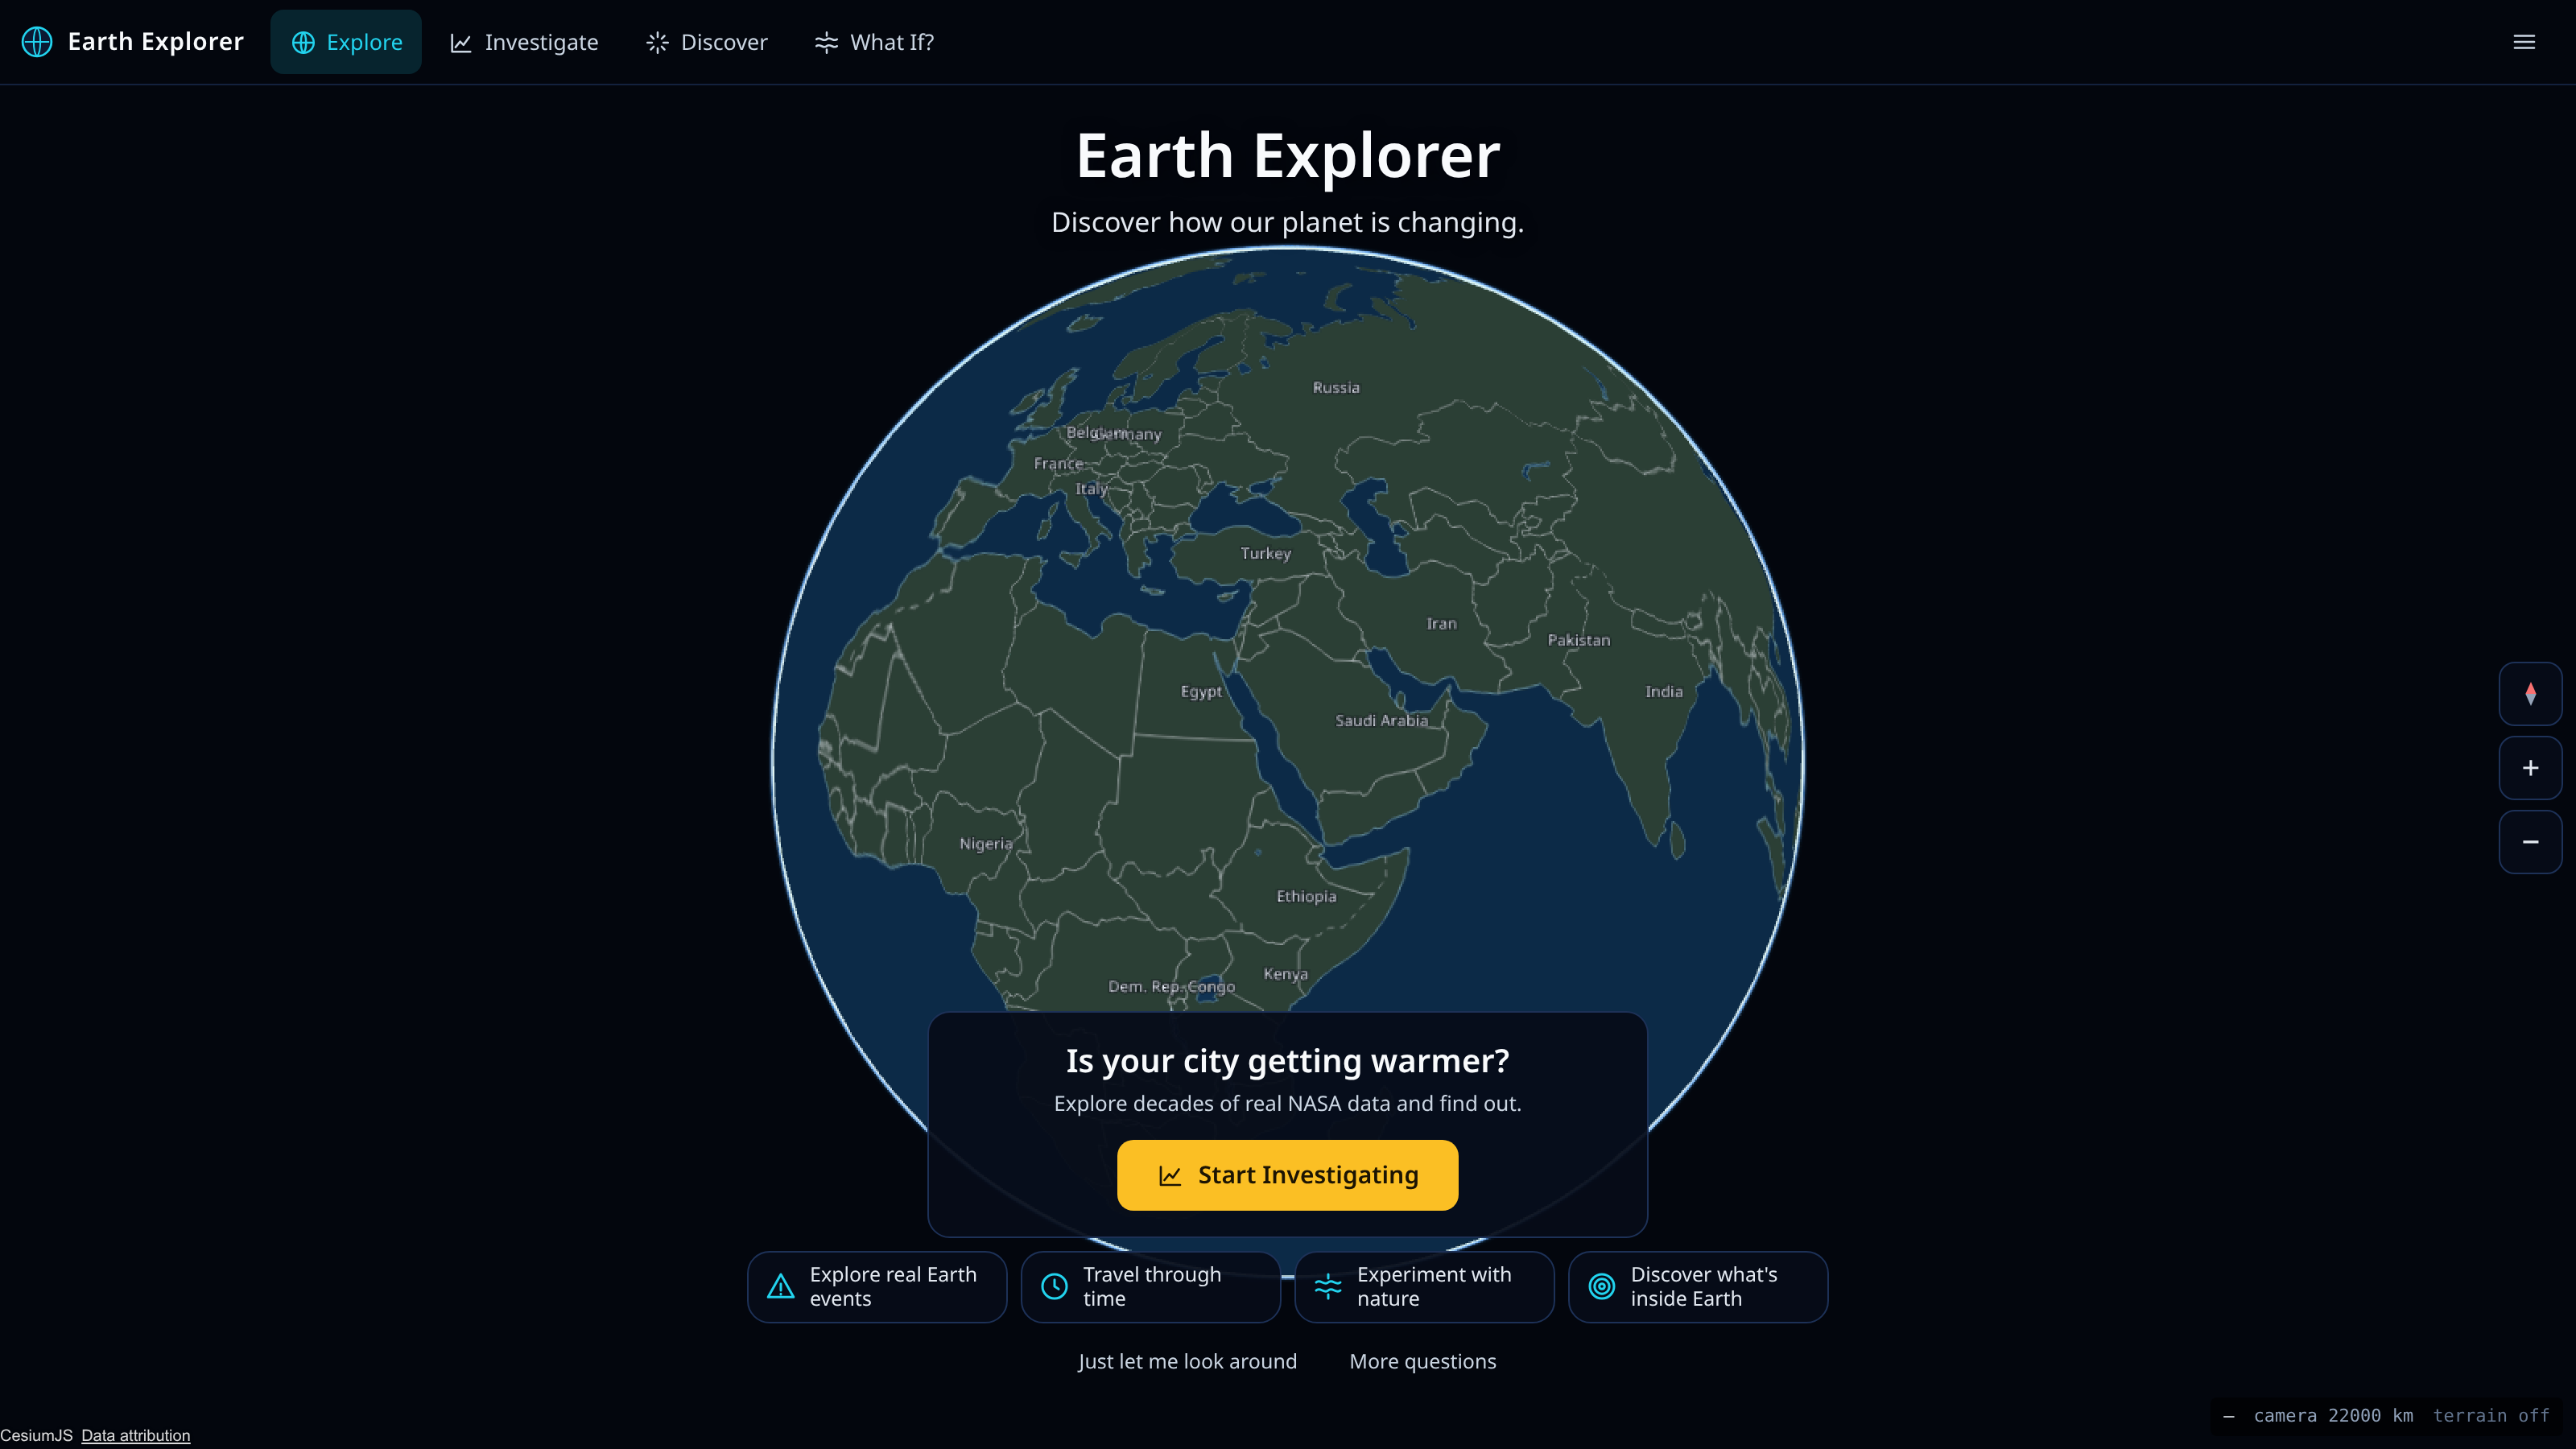 Earth Explorer
Explore
Investigate
Discover
What If?
Earth Explorer
Discover how our planet is changing.
Russia
Belgium
Germany
France
Italy
Turkey
Iran
Pakistan
Egypt
India
Saudi Arabia
Nigeria
Ethiopia
Kenya
Dem. Rep. Congo
Is your city getting warmer?
Explore decades of real NASA data and find out.
Start Investigating
Explore real Earth
events
Travel through
time
Experiment with
nature
Discover what's
inside Earth
Just let me look around
More questions
— camera 22000 km terrain off
CesiumJS Data attribution